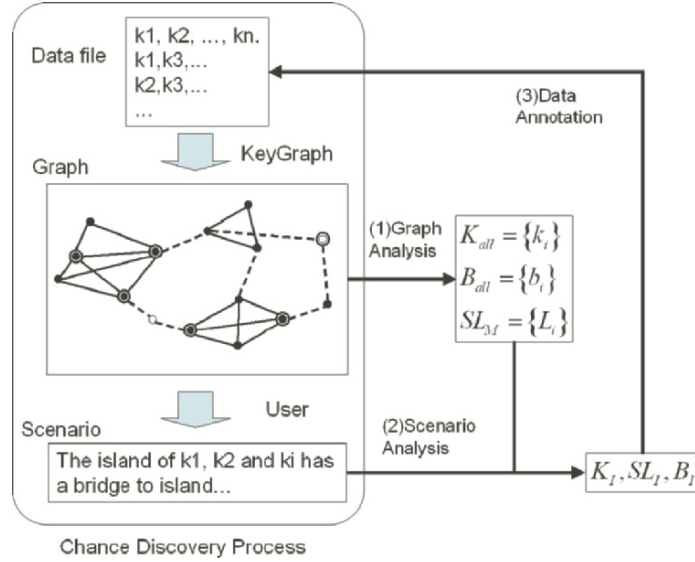 Data file
k1, k2, ..., kn.
k1,k3,...
k2,k3,...
...
KeyGraph
Graph
(1)Graph
Analysis
K_all = {k_i}
B_all = {b_i}
SL_M = {L_i}
(3)Data
Annotation
User
Scenario
The island of k1, k2 and ki has
a bridge to island...
(2)Scenario
Analysis
K_I, SL_I, B_I
Chance Discovery Process